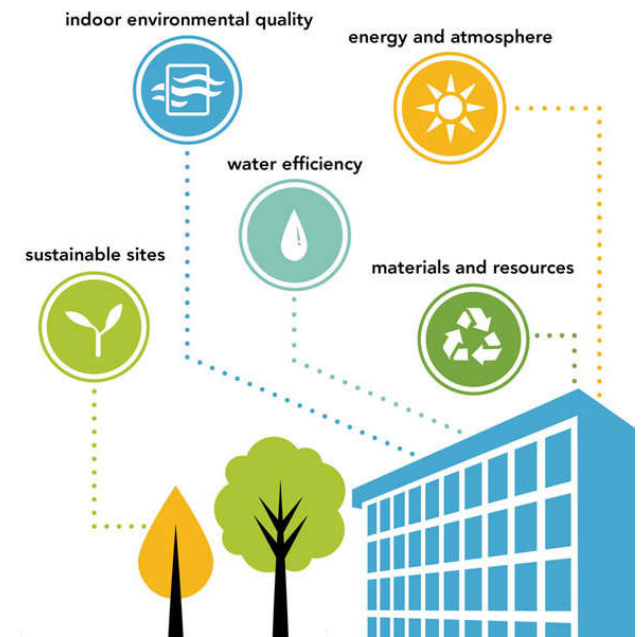 indoor environmental quality
energy and atmosphere
water efficiency
sustainable sites
materials and resources